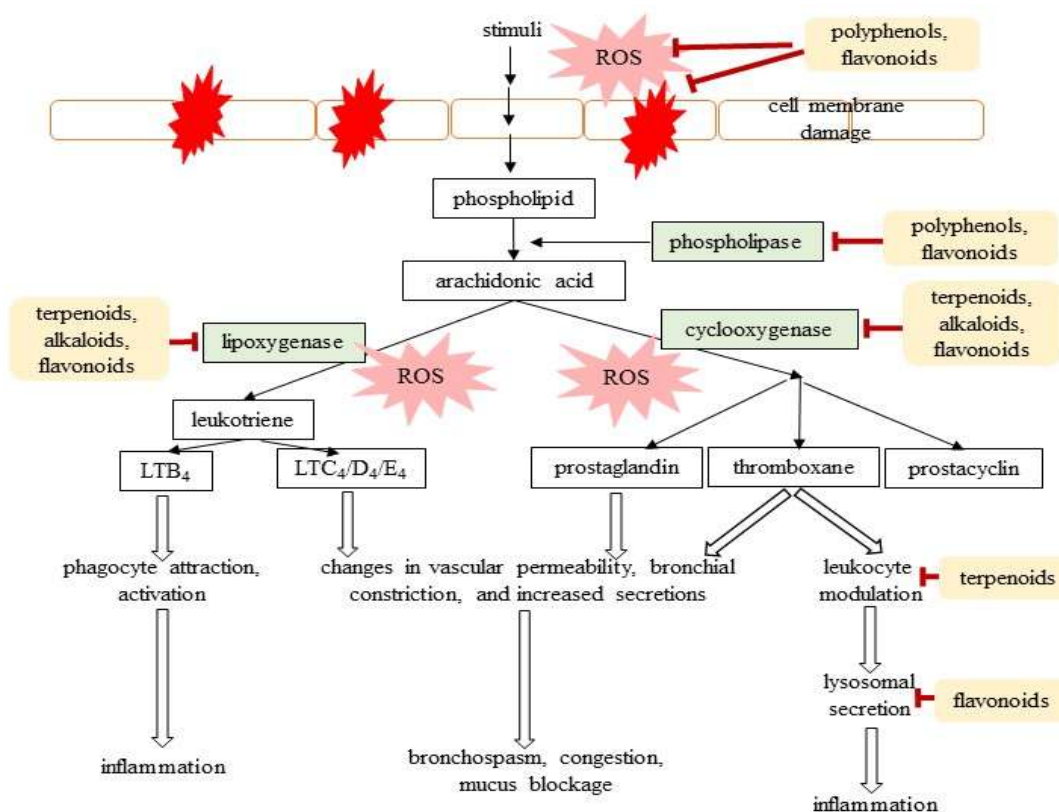 stimuli
ROS
polyphenols,
flavonoids
cell membrane
damage
phospholipid
phospholipase
polyphenols,
flavonoids
arachidonic acid
terpenoids,
alkaloids,
flavonoids
lipoxygenase
ROS
ROS
cyclooxygenase
terpenoids,
alkaloids,
flavonoids
leukotriene
LTB₄
LTC₄/D₄/E₄
prostaglandin
thromboxane
prostacyclin
phagocyte attraction,
activation
changes in vascular permeability, bronchial
constriction, and increased secretions
leukocyte
modulation
terpenoids
lysosomal
secretion
flavonoids
inflammation
bronchospasm, congestion,
mucus blockage
inflammation